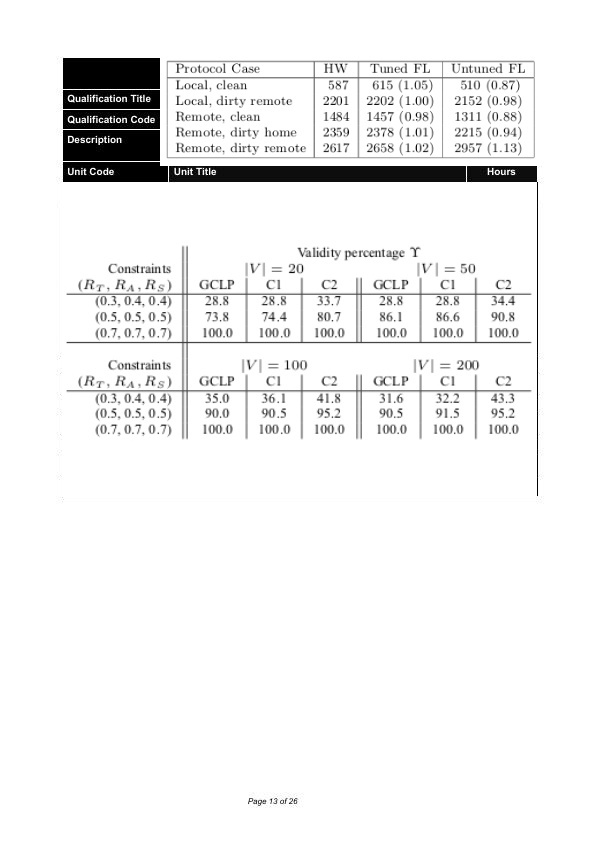 Protocol Case HW Tuned FL Untuned FL
Local, clean 587 615 (1.05) 510 (0.87)
Local, dirty remote 2201 2202 (1.00) 2152 (0.98)
Remote, clean 1484 1457 (0.98) 1311 (0.88)
Remote, dirty home 2359 2378 (1.01) 2215 (0.94)
Remote, dirty remote 2617 2658 (1.02) 2957 (1.13)
Qualification Title
Qualification Code
Description
Unit Code Unit Title Hours
Validity percentage ϒ
Constraints |V| = 20 |V| = 50
(R_T, R_A, R_S) GCLP C1 C2 GCLP C1 C2
(0.3, 0.4, 0.4) 28.8 28.8 33.7 28.8 28.8 34.4
(0.5, 0.5, 0.5) 73.8 74.4 80.7 86.1 86.6 90.8
(0.7, 0.7, 0.7) 100.0 100.0 100.0 100.0 100.0 100.0
Constraints |V| = 100 |V| = 200
(R_T, R_A, R_S) GCLP C1 C2 GCLP C1 C2
(0.3, 0.4, 0.4) 35.0 36.1 41.8 31.6 32.2 43.3
(0.5, 0.5, 0.5) 90.0 90.5 95.2 90.5 91.5 95.2
(0.7, 0.7, 0.7) 100.0 100.0 100.0 100.0 100.0 100.0
Page 13 of 26